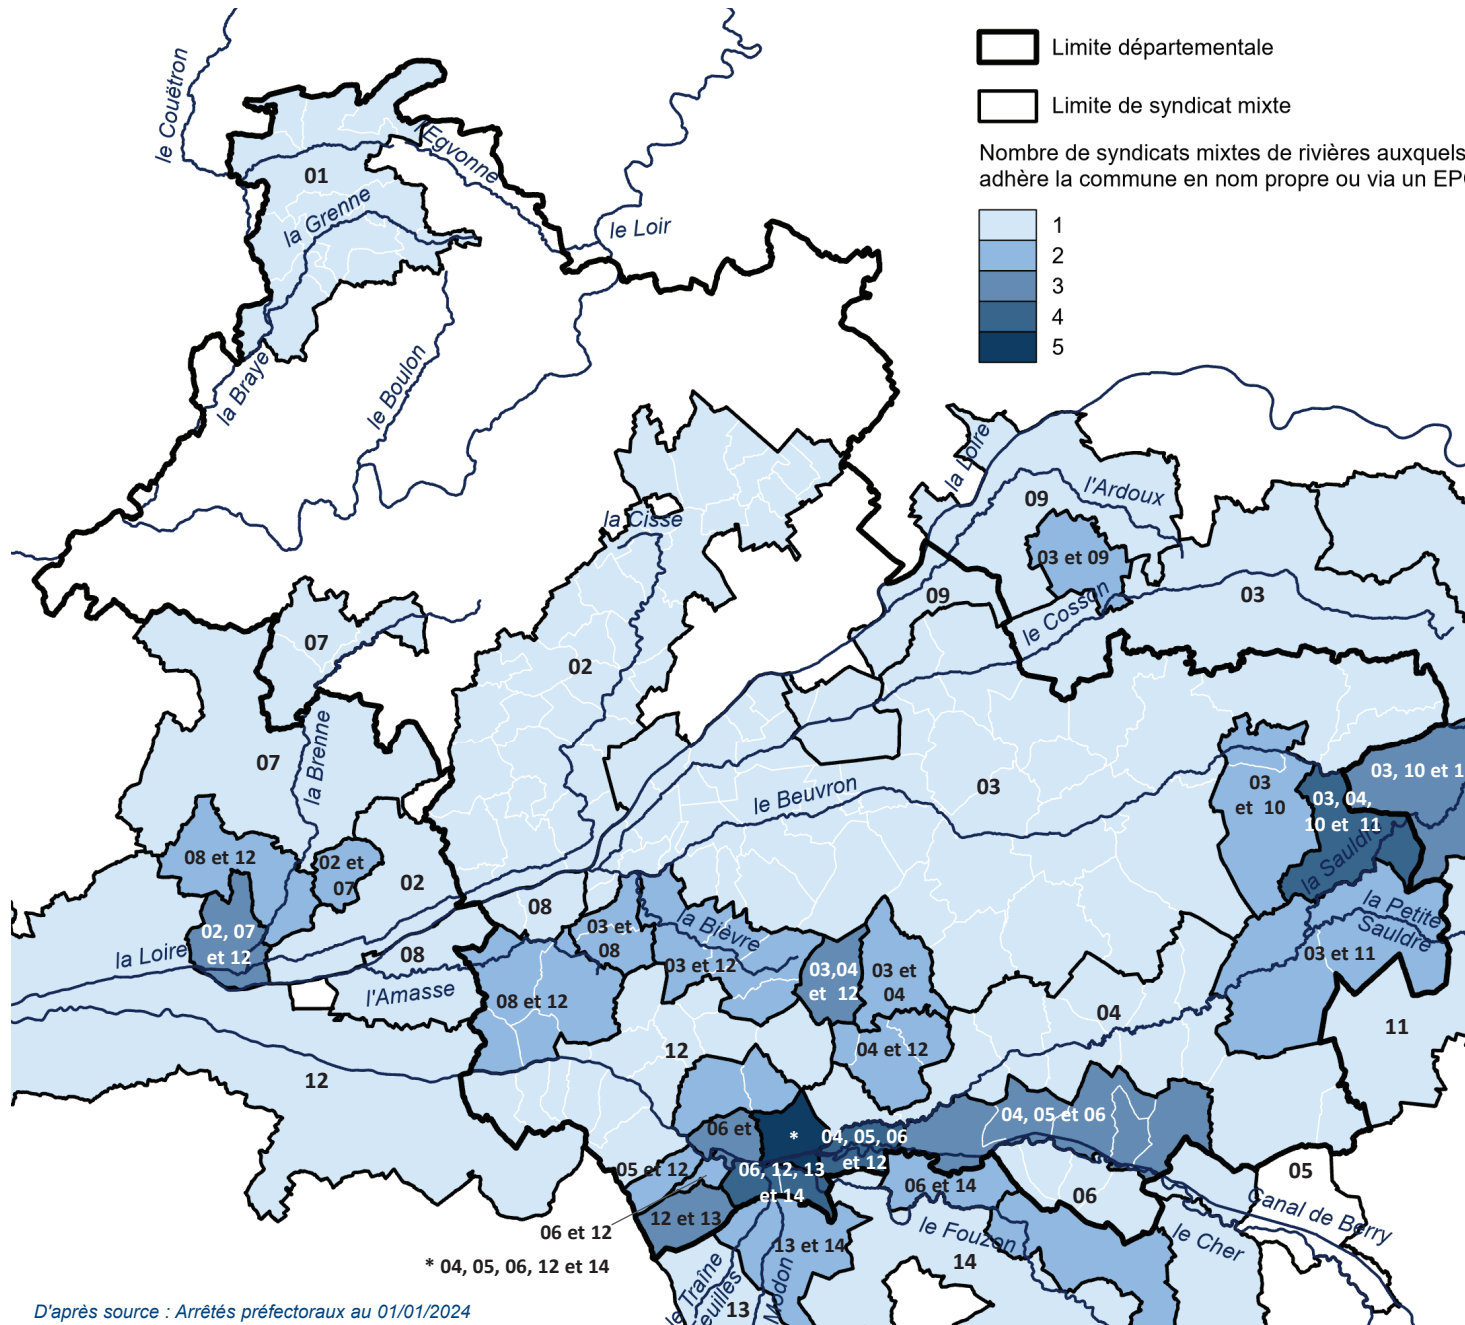 Limite départementale
Limite de syndicat mixte
Nombre de syndicats mixtes de rivières auxquels
adhère la commune en nom propre ou via un EPC
1
2
3
4
5
le Couëtron
l'Egvonne
01
la Grenne
le Loir
la Braye
le Boulon
la Loire
l'Ardoux
09
la Cisse
03 et 09
09
le Cosson
03
07
02
la Brenne
07
03
et 10
03, 10 et 1
03, 04,
10 et 11
la Sauldre
le Beuvron
03
08 et 12
02 et
07
02
08
la Petite
Sauldre
03 et
08
la Bièvre
02, 07
et 12
la Loire
08
03 et 12
03,04
et 12
03 et
04
03 et 11
l'Amasse
08 et 12
04
11
12
04 et 12
12
04, 05 et 06
06 et
*
04, 05, 06
et 12
05 et 12
06, 12, 13
et 14
06 et 14
06
05
Canal de Berry
06 et 12
12 et 13
13 et 14
le Fouzon
le Cher
14
* 04, 05, 06, 12 et 14
le Traîne
Feuilles
Modon
13
D'après source : Arrêtés préfectoraux au 01/01/2024